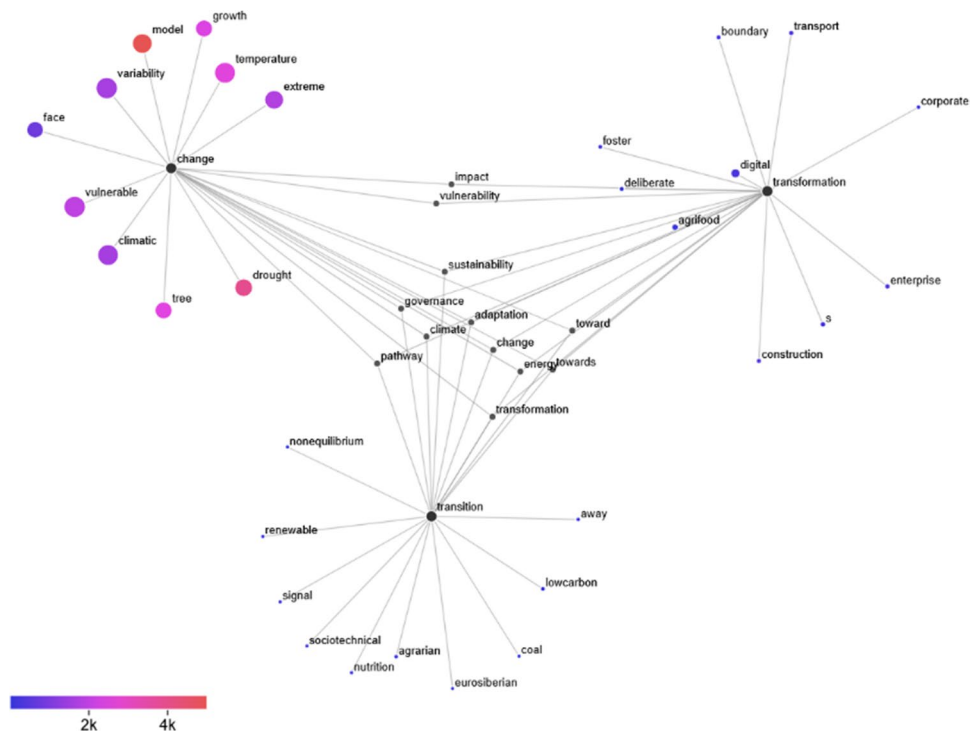 growth
model
boundary
transport
temperature
variability
extreme
corporate
face
foster
change
digital
impact
deliberate
transformation
vulnerable
vulnerability
agrifood
climatic
sustainability
drought
enterprise
tree
governance
adaptation
s
climate
toward
change
pathway
energy
towards
construction
transformation
nonequilibrium
transition
away
renewable
lowcarbon
signal
sociotechnical
agrarian
coal
nutrition
eurosiberian
2k
4k